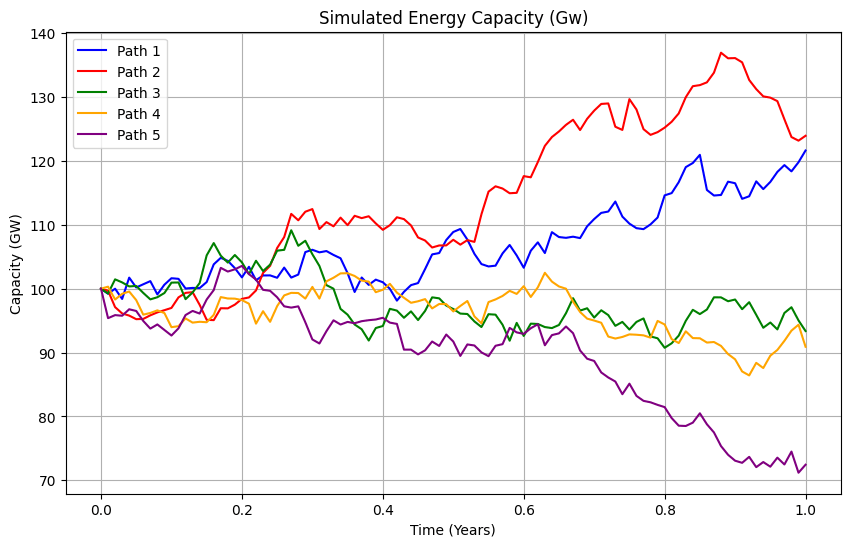 Simulated Energy Capacity (Gw)
Path 1
Path 2
Path 3
Path 4
Path 5
Capacity (GW)
140
130
120
110
100
90
80
70
0.0 0.2 0.4 0.6 0.8 1.0
Time (Years)